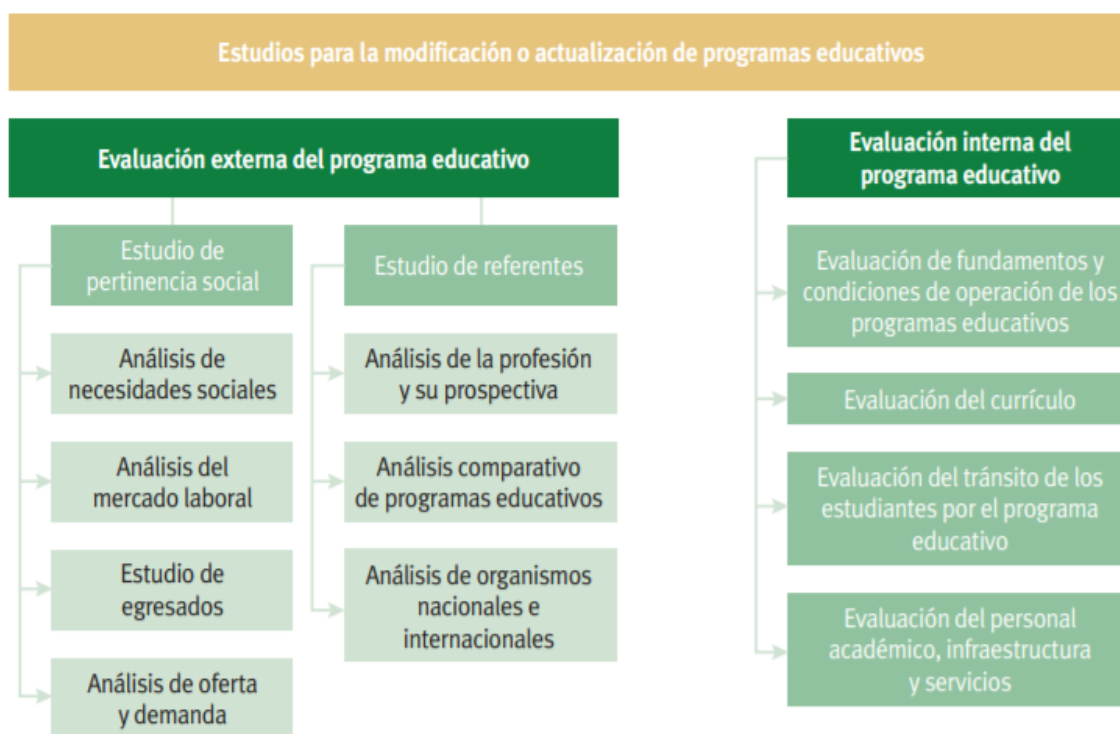 Estudios para la modificación o actualización de programas educativos
Evaluación externa del programa educativo
Estudio de
pertinencia social
Análisis de
necesidades sociales
Análisis del
mercado laboral
Estudio de
egresados
Análisis de oferta
y demanda
Estudio de referentes
Análisis de la profesión
y su prospectiva
Análisis comparativo
de programas educativos
Análisis de organismos
nacionales e
internacionales
Evaluación interna del
programa educativo
Evaluación de fundamentos y
condiciones de operación de los
programas educativos
Evaluación del currículo
Evaluación del tránsito de los
estudiantes por el programa
educativo
Evaluación del personal
académico, infraestructura
y servicios